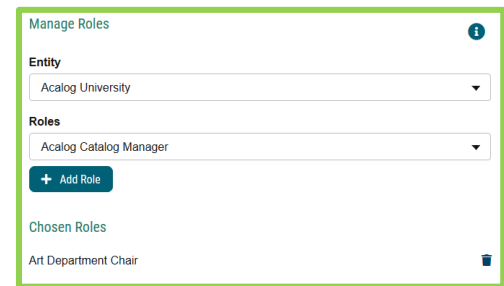 Manage Roles
Entity
Acalog University
Roles
Acalog Catalog Manager
+ Add Role
Chosen Roles
Art Department Chair